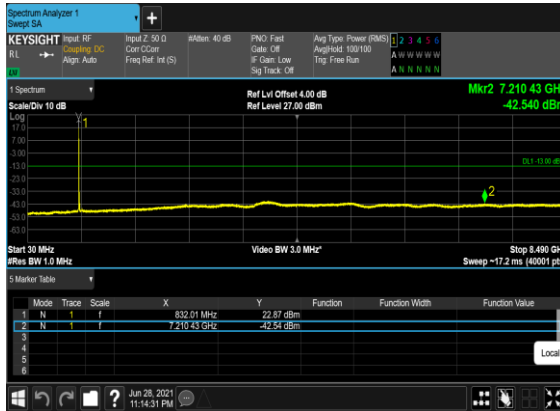 Spectrum Analyzer 1
Swept SA
+
KEYSIGHT Input: RF Input Z: 50 Ω #Atten: 40 dB PNO: Fast Avg Type: Power (RMS) 1 2 3 4 5 6
RL Coupling: DC Corr CCorr Gate: Off Avg|Hold: 100/100
Align: Auto Freq Ref: Int (S) IF Gain: Low Trig: Free Run A W W W W W
Sig Track: Off
A N N N N N
1 Spectrum Ref Lvl Offset 4.00 dB Mkr2 7.210 43 GH
Scale/Div 10 dB Ref Level 27.00 dBm -42.540 dBm
Log
17.0 1
7.00
-3.00
-13.0 DL1 -13.00 dB
-23.0
-33.0 2
-43.0
-53.0
-63.0
Start 30 MHz Video BW 3.0 MHz* Stop 8.490 GH
#Res BW 1.0 MHz Sweep ~17.2 ms (40001 pts
5 Marker Table
Mode Trace Scale X Y Function Function Width Function Value
1 N 1 f 832.01 MHz 22.87 dBm
2 N 1 f 7.210 43 GHz -42.54 dBm
3
4
5
6
Local
? Jun 28, 2021
11:14:31 PM